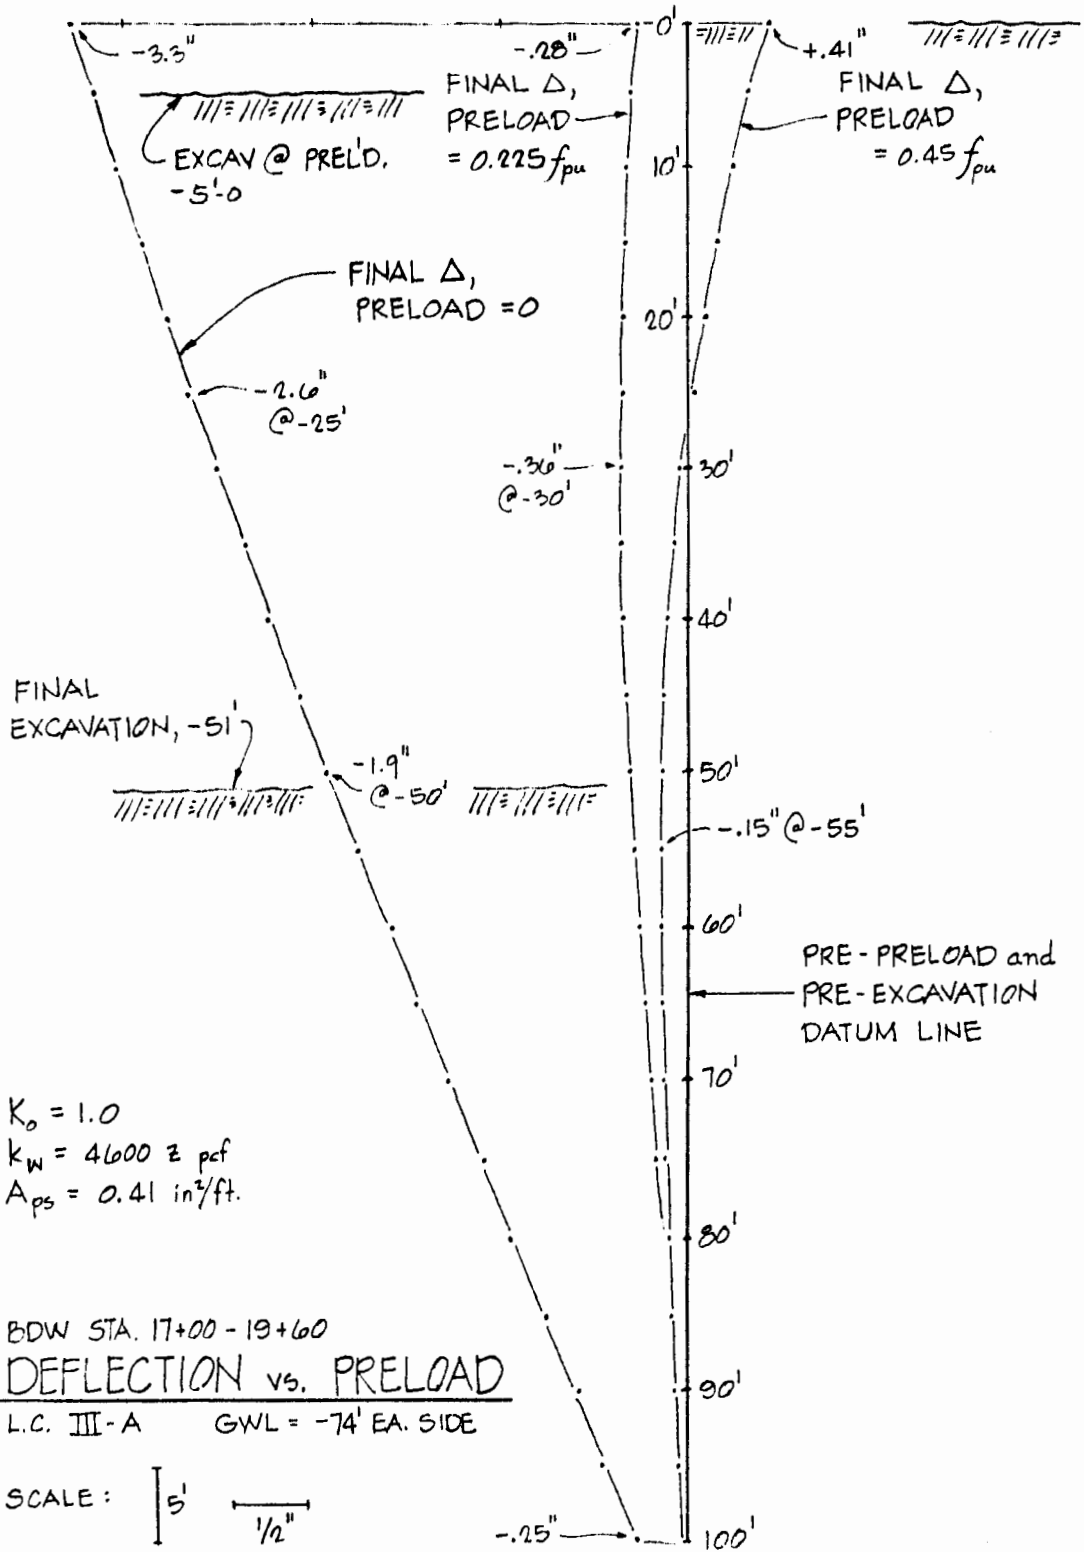 -3.3"
-.28"
0'
+.41"
FINAL Δ,
PRELOAD
= 0.225 fpu
FINAL Δ,
PRELOAD
= 0.45 fpu
EXCAV @ PREL'D.
-5'-0
10'
FINAL Δ,
PRELOAD = 0
20'
-2.6"
@ -25'
-.36"
@ -30'
30'
40'
FINAL
EXCAVATION, -51'
-1.9"
@ -50'
50'
-.15" @ -55'
60'
PRE-PRELOAD and
PRE-EXCAVATION
DATUM LINE
70'
Ko = 1.0
kw = 4600 z pcf
Aps = 0.41 in²/ft.
80'
BDW STA. 17+00 - 19+60
DEFLECTION vs. PRELOAD
90'
L.C. III-A GWL = -74' EA. SIDE
SCALE: 5' 1/2"
-.25"
100'